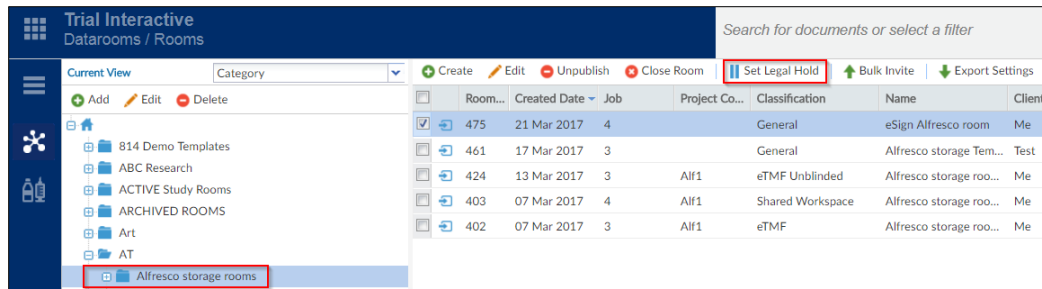 Trial Interactive
Datarooms / Rooms
Search for documents or select a filter
Current View Category
Create Edit Unpublish Close Room Set Legal Hold Bulk Invite Export Settings
Add Edit Delete
Room... Created Date Job Project Co... Classification Name Client
475 21 Mar 2017 4 General eSign Alfresco room Me
814 Demo Templates
461 17 Mar 2017 3 General Alfresco storage Tem... Test
ABC Research
424 13 Mar 2017 3 Alf1 eTMF Unblinded Alfresco storage roo... Me
ACTIVE Study Rooms
403 07 Mar 2017 4 Alf1 Shared Workspace Alfresco storage roo... Me
ARCHIVED ROOMS
402 07 Mar 2017 3 Alf1 eTMF Alfresco storage roo... Me
Art
AT
Alfresco storage rooms